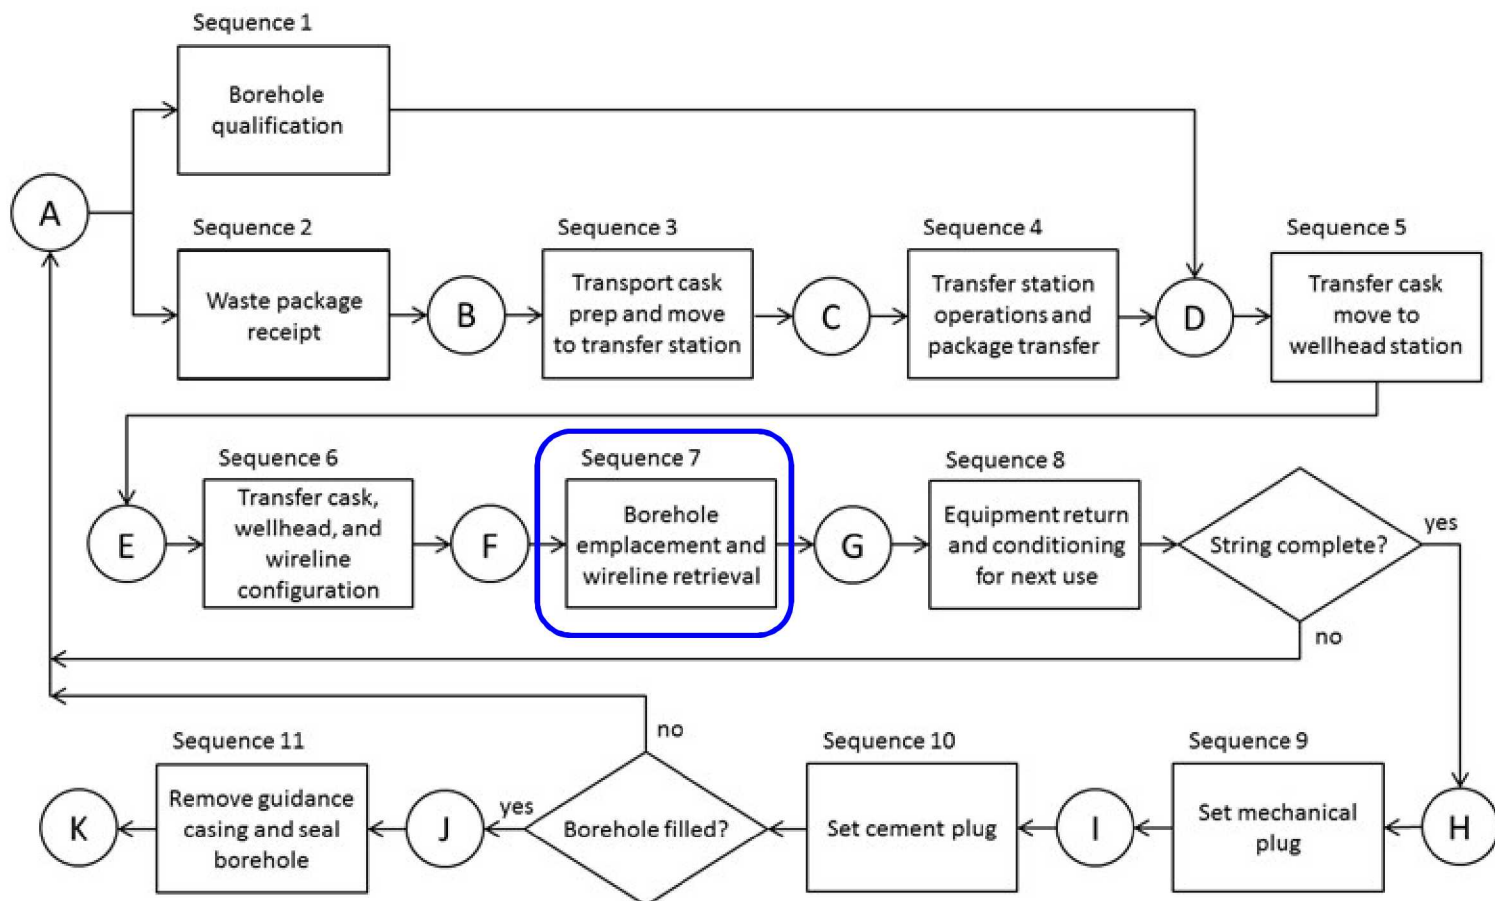 Sequence 1
Borehole
qualification
A
Sequence 2
Waste package
receipt
B
Sequence 3
Transport cask
prep and move
to transfer station
C
Sequence 4
Transfer station
operations and
package transfer
D
Sequence 5
Transfer cask
move to
wellhead station
E
Sequence 6
Transfer cask,
wellhead, and
wireline
configuration
F
Sequence 7
Borehole
emplacement and
wireline retrieval
G
Sequence 8
Equipment return
and conditioning
for next use
String complete?
yes
no
H
Sequence 9
Set mechanical
plug
I
Sequence 10
Set cement plug
Borehole filled?
no
yes
J
Sequence 11
Remove guidance
casing and seal
borehole
K